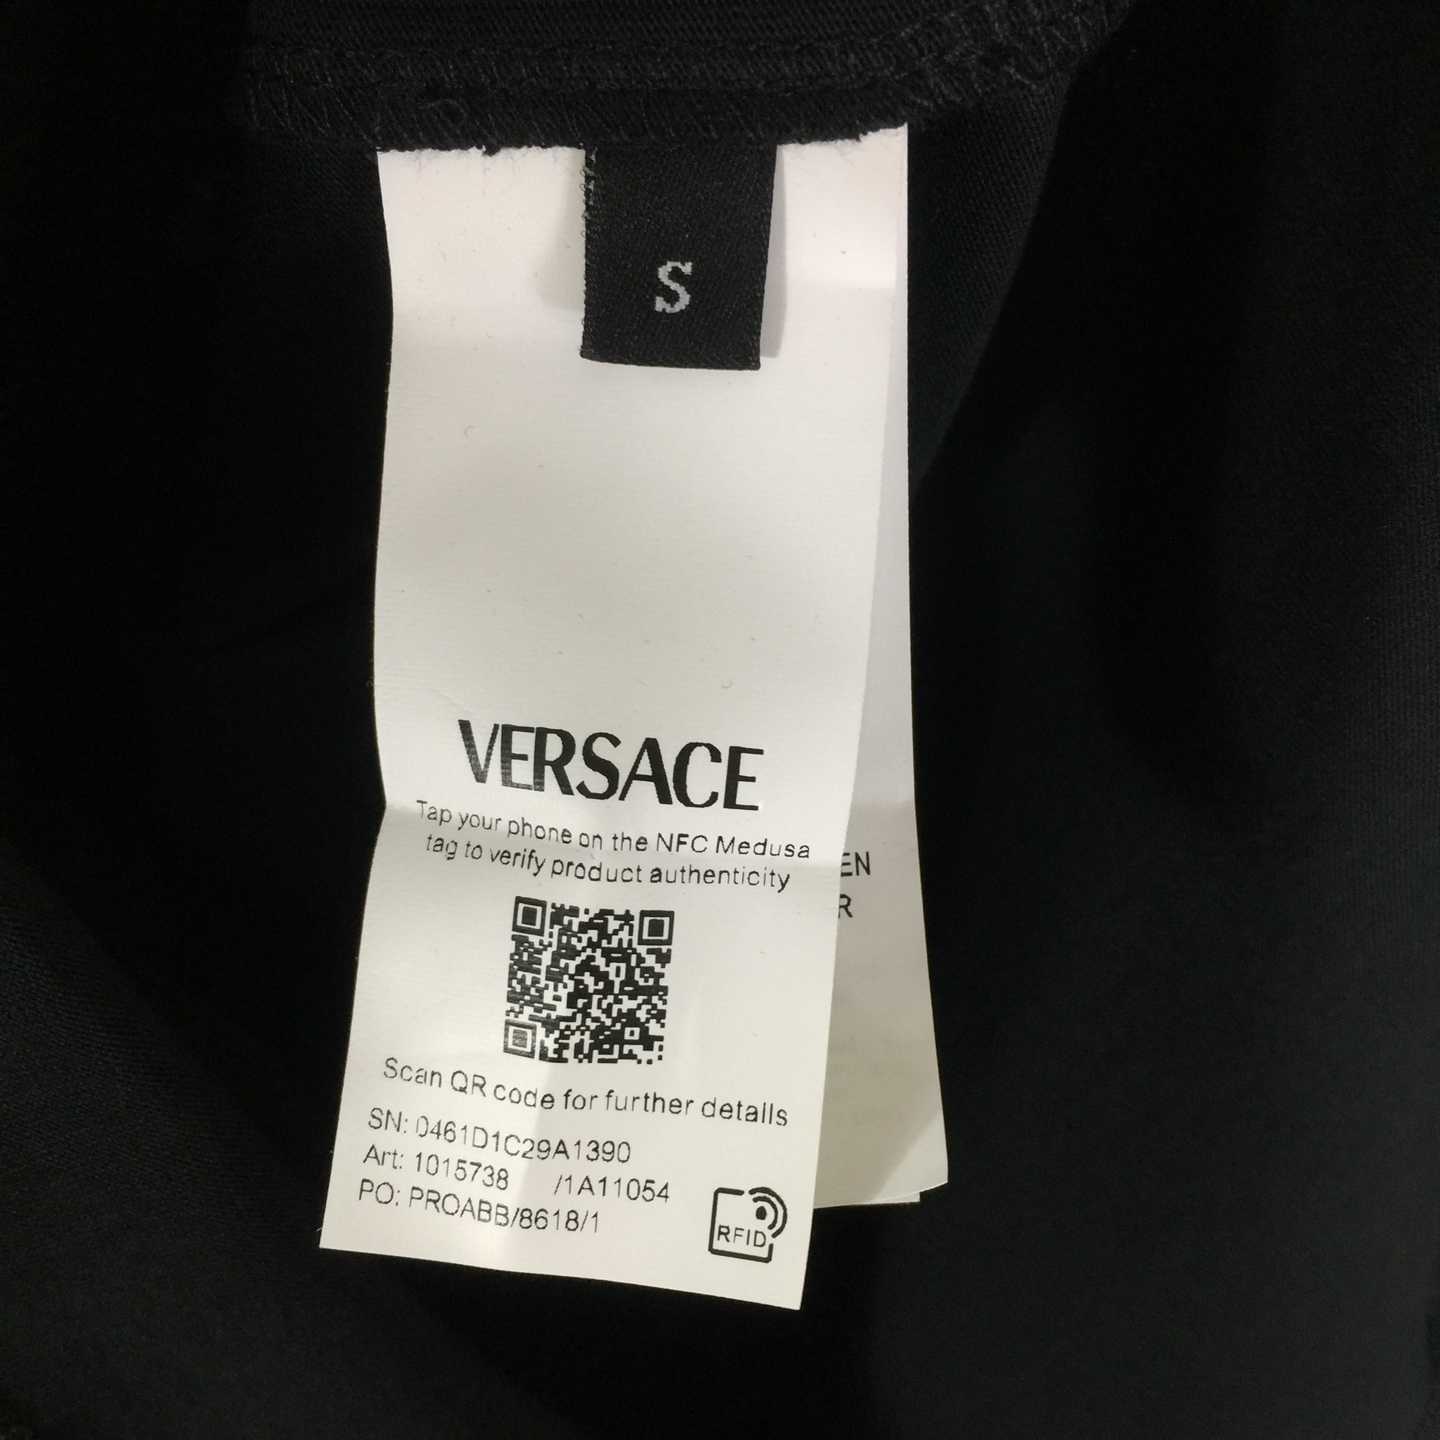 S
VERSACE
Tap your phone on the NFC Medusa
tag to verify product authenticity
EN
R
Scan QR code for further details
SN: 0461D1C29A1390
Art: 1015738 /1A11054
PO: PROABB/8618/1
RFID